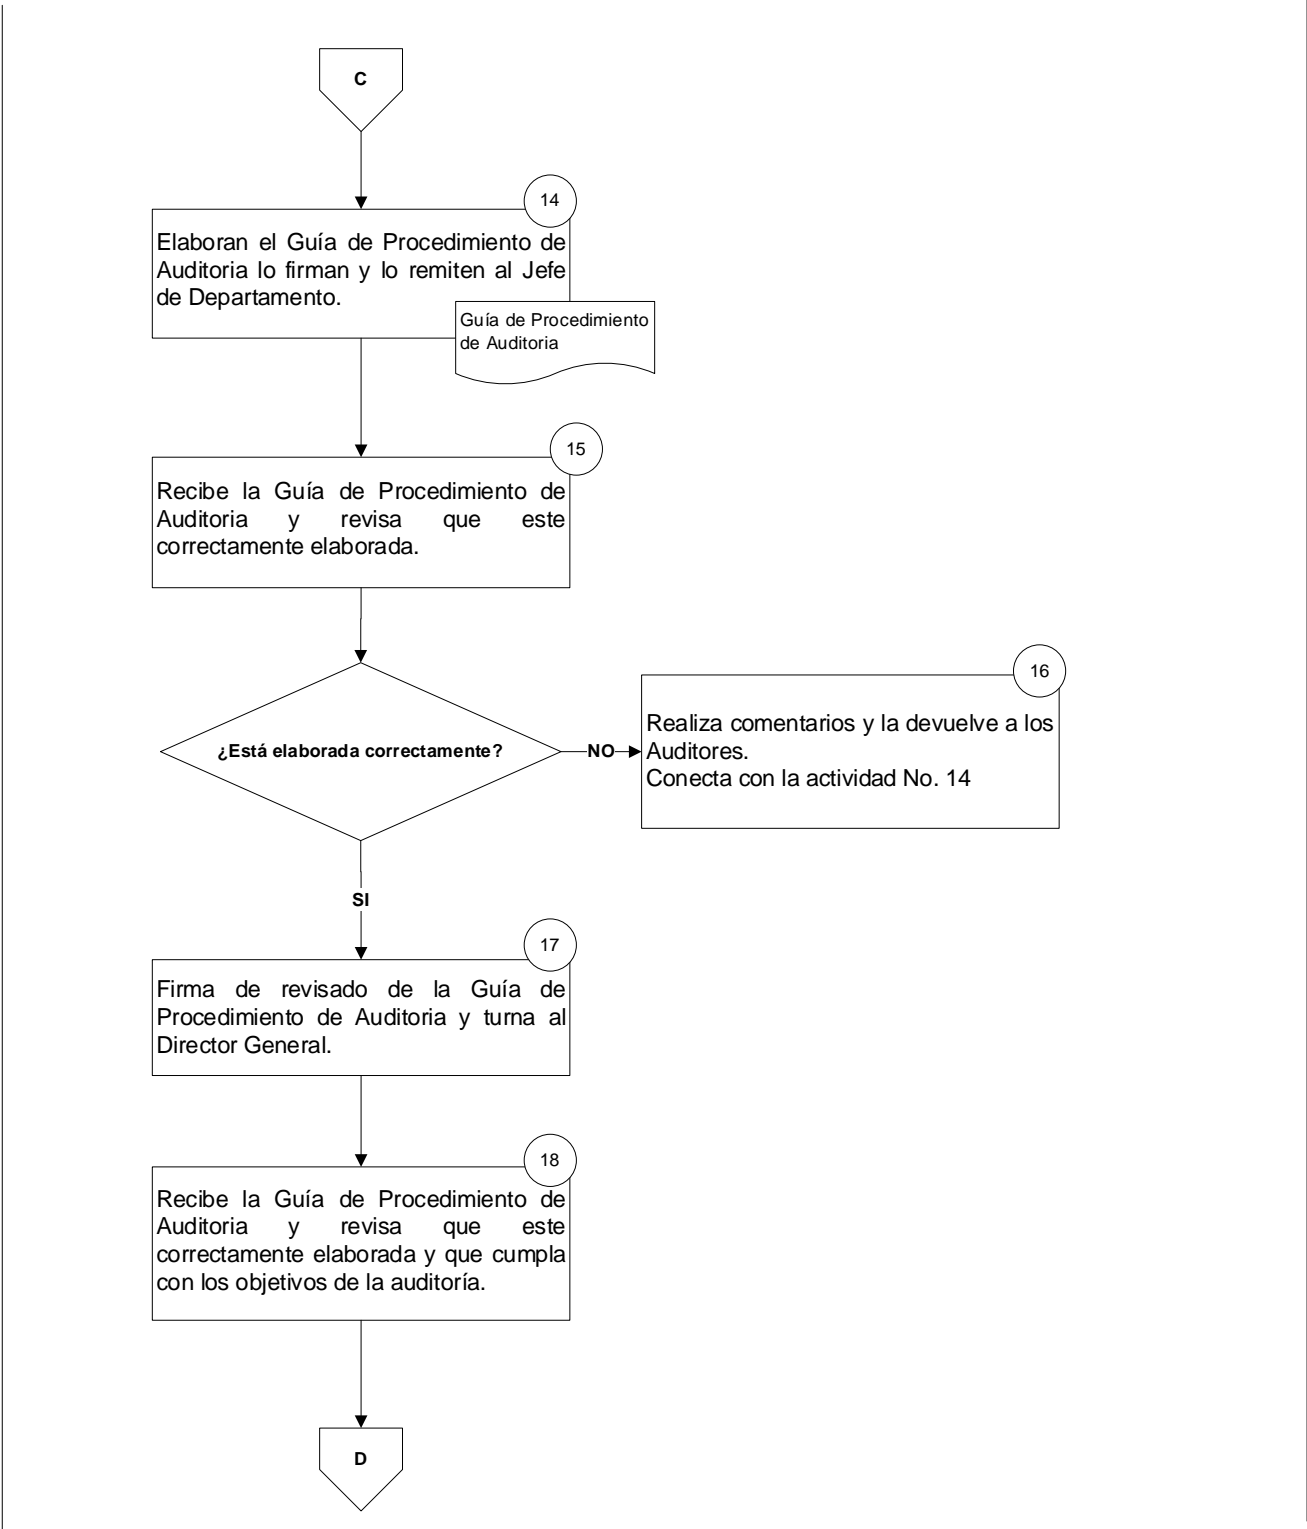 C
14
Elaboran el Guía de Procedimiento de
Auditoria lo firman y lo remiten al Jefe
de Departamento.
Guía de Procedimiento
de Auditoria
15
Recibe la Guía de Procedimiento de
Auditoria y revisa que este
correctamente elaborada.
16
Realiza comentarios y la devuelve a los
Auditores.
Conecta con la actividad No. 14
¿Está elaborada correctamente?
NO
SI
17
Firma de revisado de la Guía de
Procedimiento de Auditoria y turna al
Director General.
18
Recibe la Guía de Procedimiento de
Auditoria y revisa que este
correctamente elaborada y que cumpla
con los objetivos de la auditoría.
D